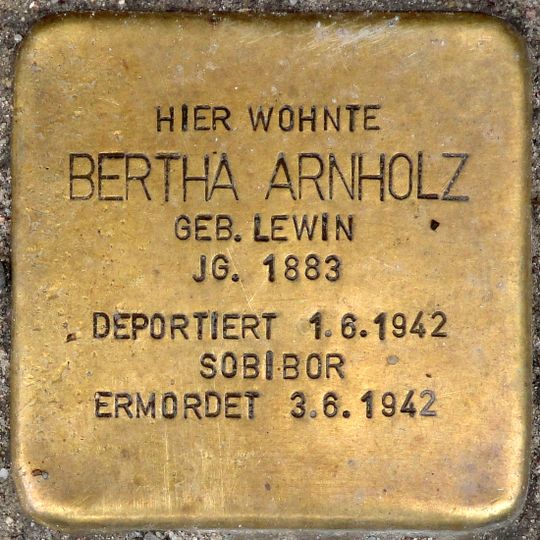 HIER WOHNTE
BERTHA ARNHOLZ
GEB. LEWIN
JG. 1883
DEPORTIERT 1.6.1942
SOBIBOR
ERMORDET 3.6.1942